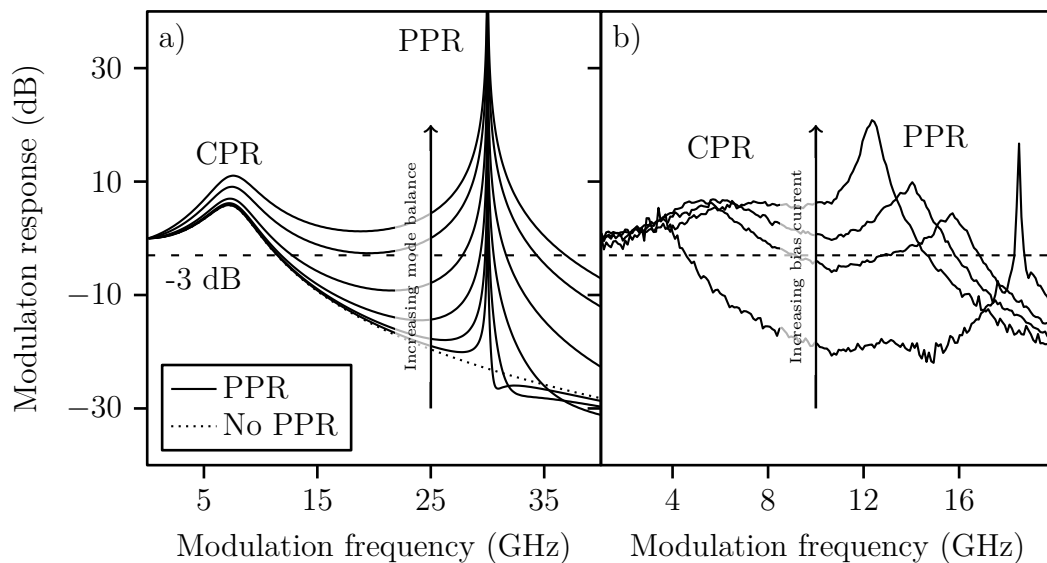 a)
PPR
CPR
-3 dB
Increasing mode balance
PPR
No PPR
b)
CPR
PPR
Increasing bias current
Modulaton response (dB)
40
10
−10
−30
5
15
25
35
Modulation frequency (GHz)
4
8
12
16
Modulation frequency (GHz)